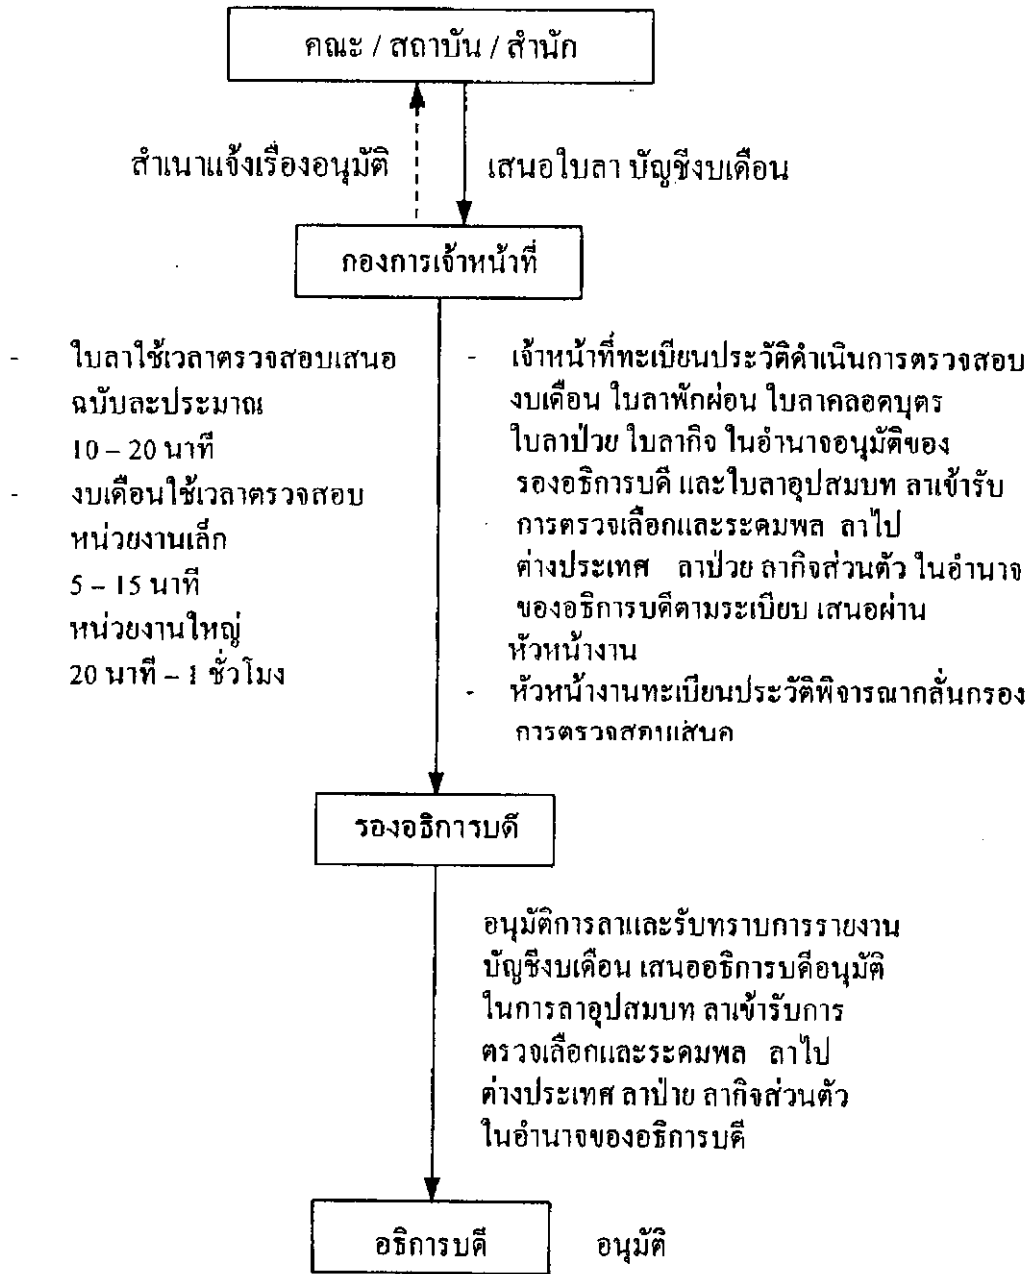 คณะ / สถาบัน / สำนัก
สำเนาแจ้งเรื่องอนุมัติ
เสนอใบลา บัญชีงบเดือน
กองการเจ้าหน้าที่
- ใบลาใช้เวลาตรวจสอบเสนอ
ฉบับละประมาณ
10 – 20 นาที
- งบเดือนใช้เวลาตรวจสอบ
หน่วยงานเล็ก
5 – 15 นาที
หน่วยงานใหญ่
20 นาที – 1 ชั่วโมง
- เจ้าหน้าที่ทะเบียนประวัติดำเนินการตรวจสอบ
งบเดือน ใบลาพักผ่อน ใบลาคลอดบุตร
ใบลาป่วย ใบลากิจ ในอำนาจอนุมัติของ
รองอธิการบดี และใบลาอุปสมบท ลาเข้ารับ
การตรวจเลือกและระดมพล ลาไป
ต่างประเทศ ลาป่วย ลากิจส่วนตัว ในอำนาจ
ของอธิการบดีตามระเบียบ เสนอผ่าน
หัวหน้างาน
- หัวหน้างานทะเบียนประวัติพิจารณากลั่นกรอง
การตรวจสอบเสนอ
รองอธิการบดี
อนุมัติการลาและรับทราบการรายงาน
บัญชีงบเดือน เสนออธิการบดีอนุมัติ
ในการลาอุปสมบท ลาเข้ารับการ
ตรวจเลือกและระดมพล ลาไป
ต่างประเทศ ลาป่าย ลากิจส่วนตัว
ในอำนาจของอธิการบดี
อธิการบดี
อนุมัติ